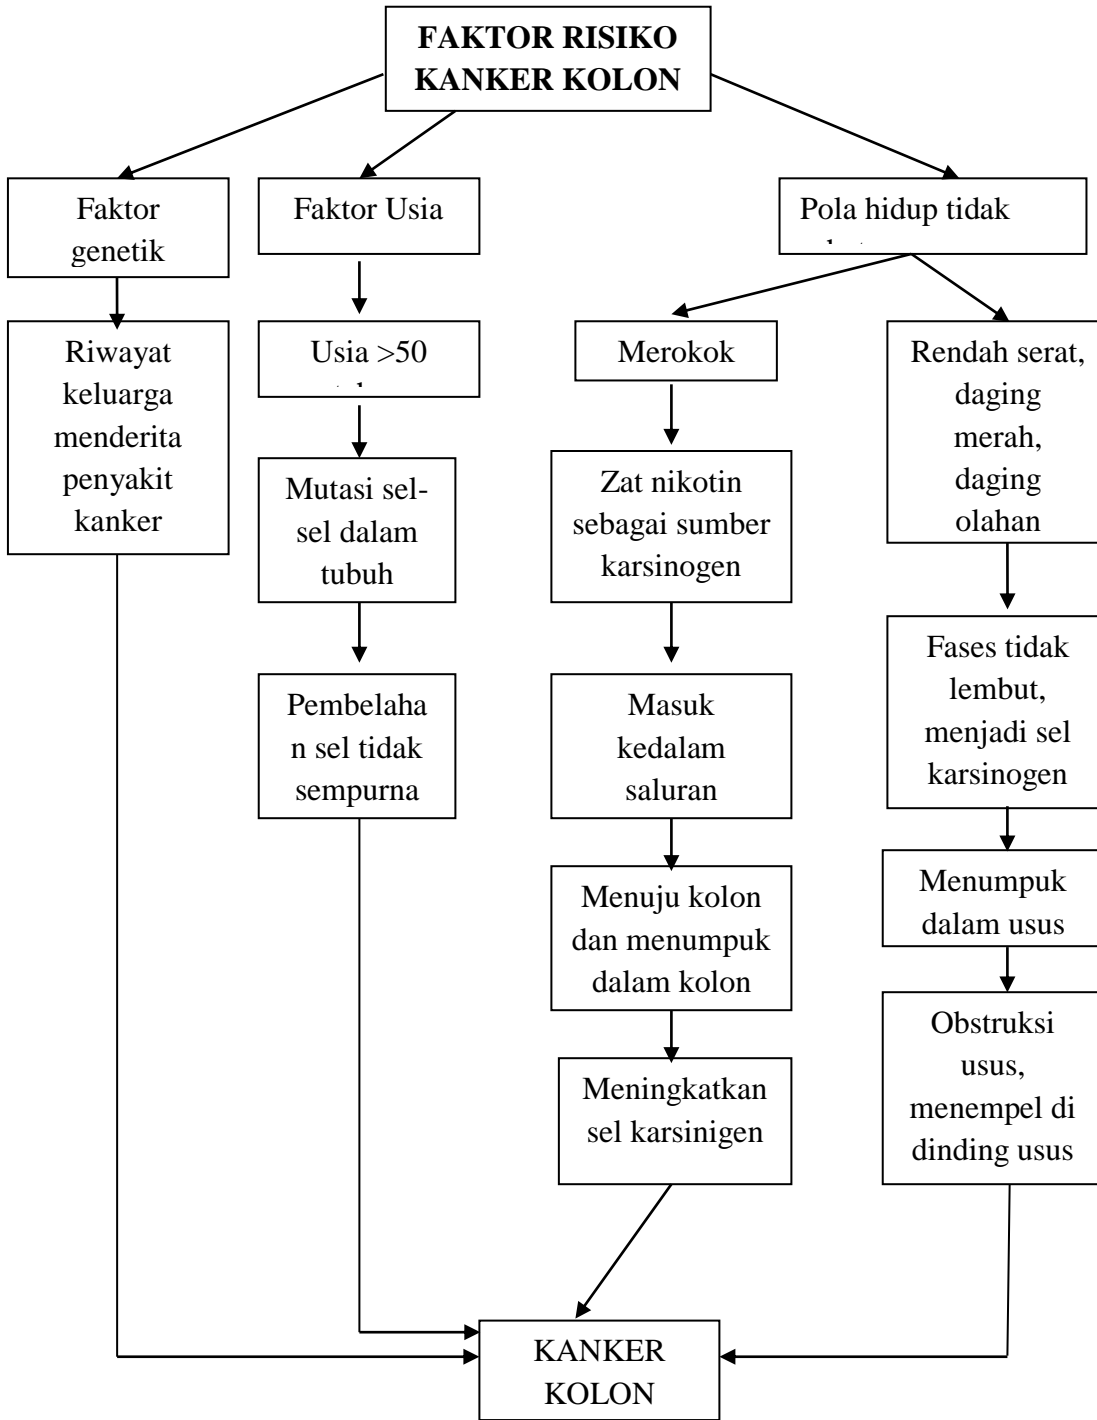 FAKTOR RISIKO
KANKER KOLON
Faktor
genetik
Faktor Usia
Pola hidup tidak
Riwayat
keluarga
menderita
penyakit
kanker
Usia >50
Merokok
Rendah serat,
daging
merah,
daging
olahan
Mutasi sel-
sel dalam
tubuh
Zat nikotin
sebagai sumber
karsinogen
Fases tidak
lembut,
menjadi sel
karsinogen
Pembelaha
n sel tidak
sempurna
Masuk
kedalam
saluran
Menumpuk
dalam usus
Menuju kolon
dan menumpuk
dalam kolon
Obstruksi
usus,
menempel di
dinding usus
Meningkatkan
sel karsinigen
KANKER
KOLON